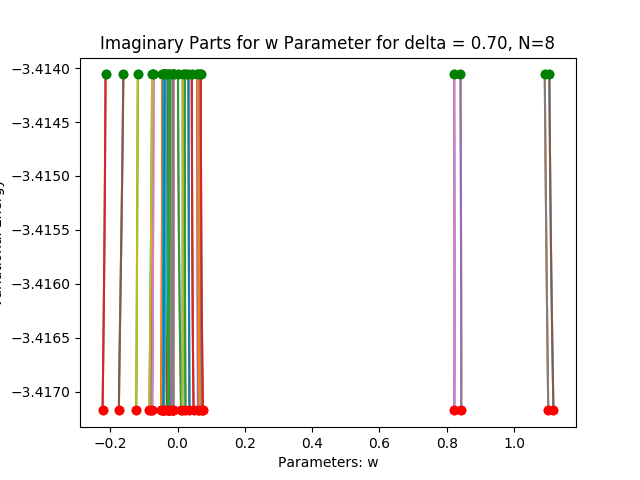 Imaginary Parts for w Parameter for delta = 0.70, N=8
−3.4140
−3.4145
−3.4150
−3.4155
−3.4160
−3.4165
−3.4170
−0.2 0.0 0.2 0.4 0.6 0.8 1.0
Parameters: w